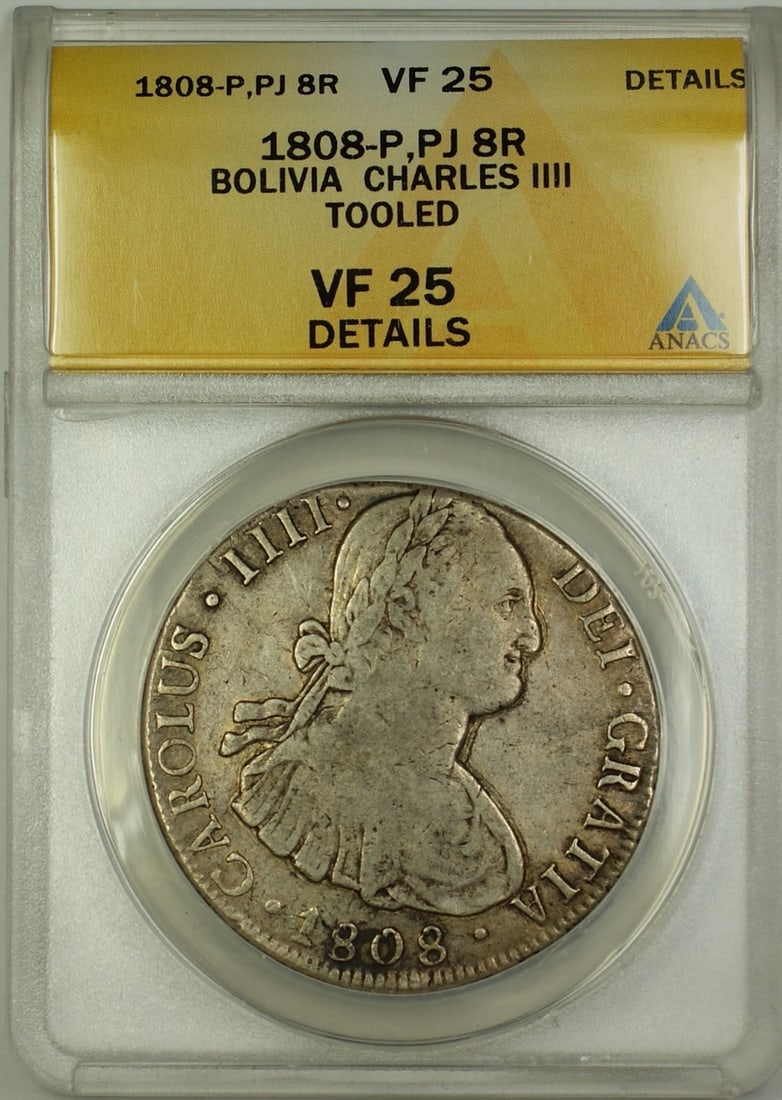 1808-P,PJ 8R VF 25 DETAILS
1808-P,PJ 8R
BOLIVIA CHARLES IIII
TOOLED
VF 25
DETAILS
ANACS
·CAROLUS·IIII· DEI·GRATIA
·1808·